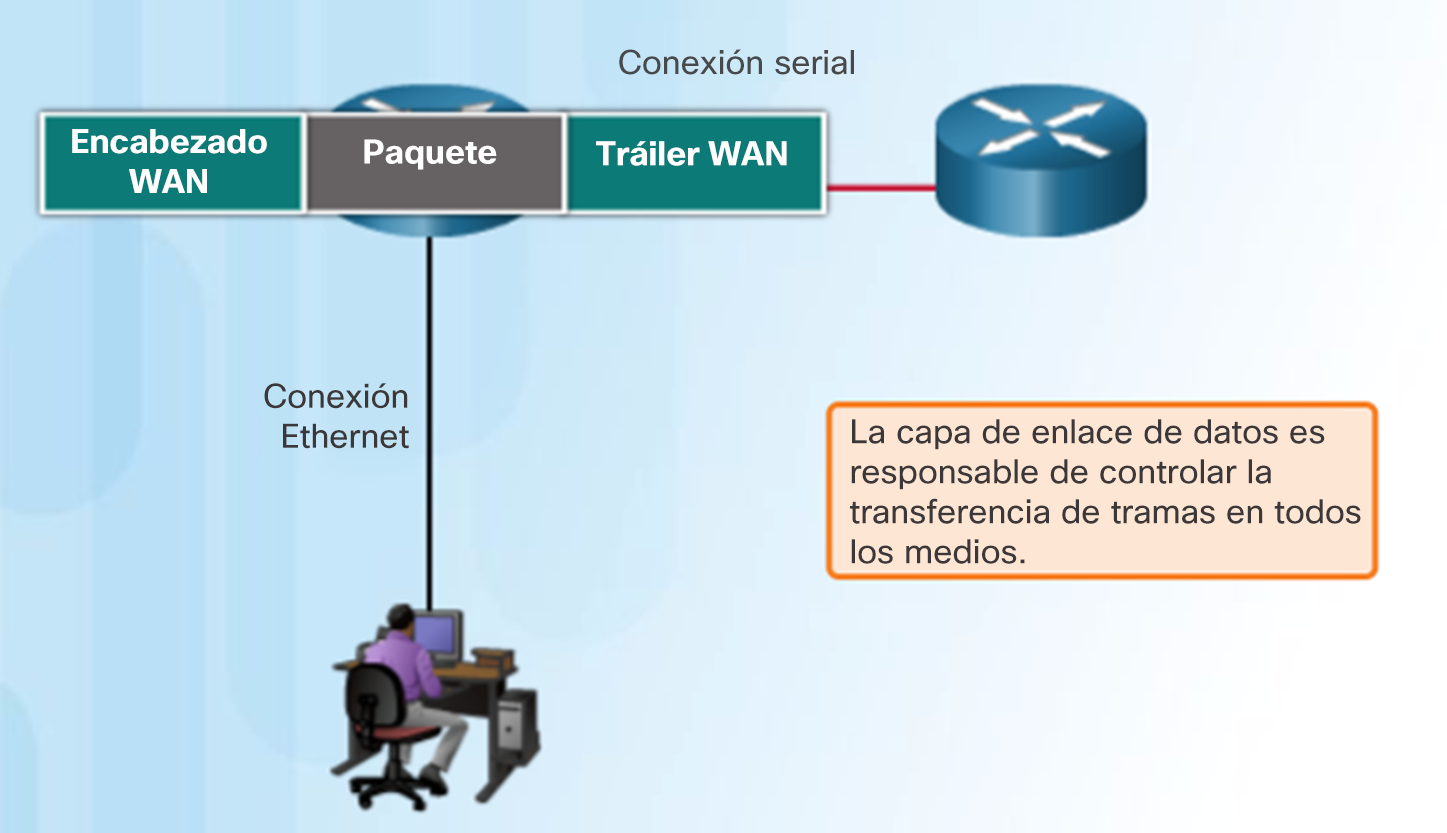 Conexión serial
Encabezado
WAN
Paquete
Tráiler WAN
Conexión
Ethernet
La capa de enlace de datos es
responsable de controlar la
transferencia de tramas en todos
los medios.